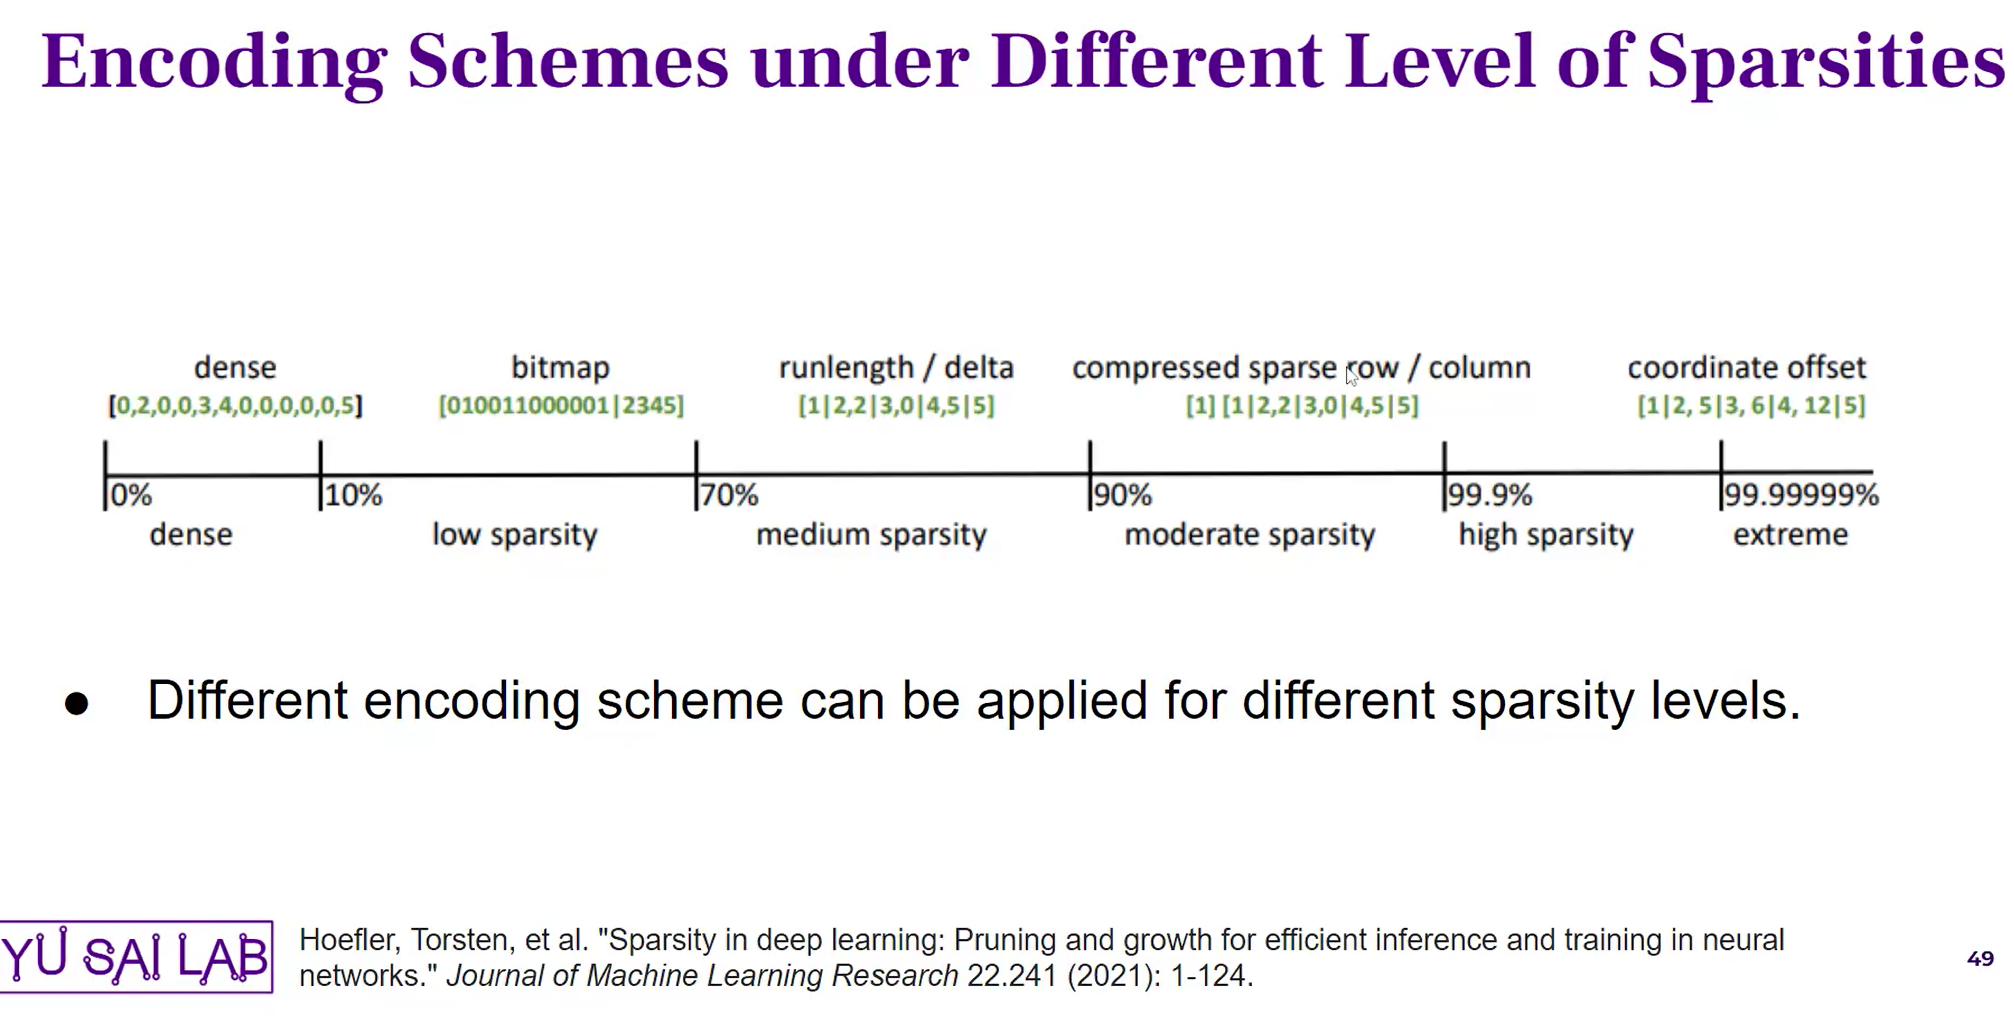 Encoding Schemes under Different Level of Sparsities
dense
[0,2,0,0,3,4,0,0,0,0,0,5]
bitmap
[010011000001|2345]
runlength / delta
[1|2,2|3,0|4,5|5]
compressed sparse row / column
[1] [1|2,2|3,0|4,5|5]
coordinate offset
[1|2, 5|3, 6|4, 12|5]
0%
10%
70%
90%
99.9%
99.99999%
dense
low sparsity
medium sparsity
moderate sparsity
high sparsity
extreme
● Different encoding scheme can be applied for different sparsity levels.
YU SAI LAB
Hoefler, Torsten, et al. "Sparsity in deep learning: Pruning and growth for efficient inference and training in neural
networks." Journal of Machine Learning Research 22.241 (2021): 1-124.
49